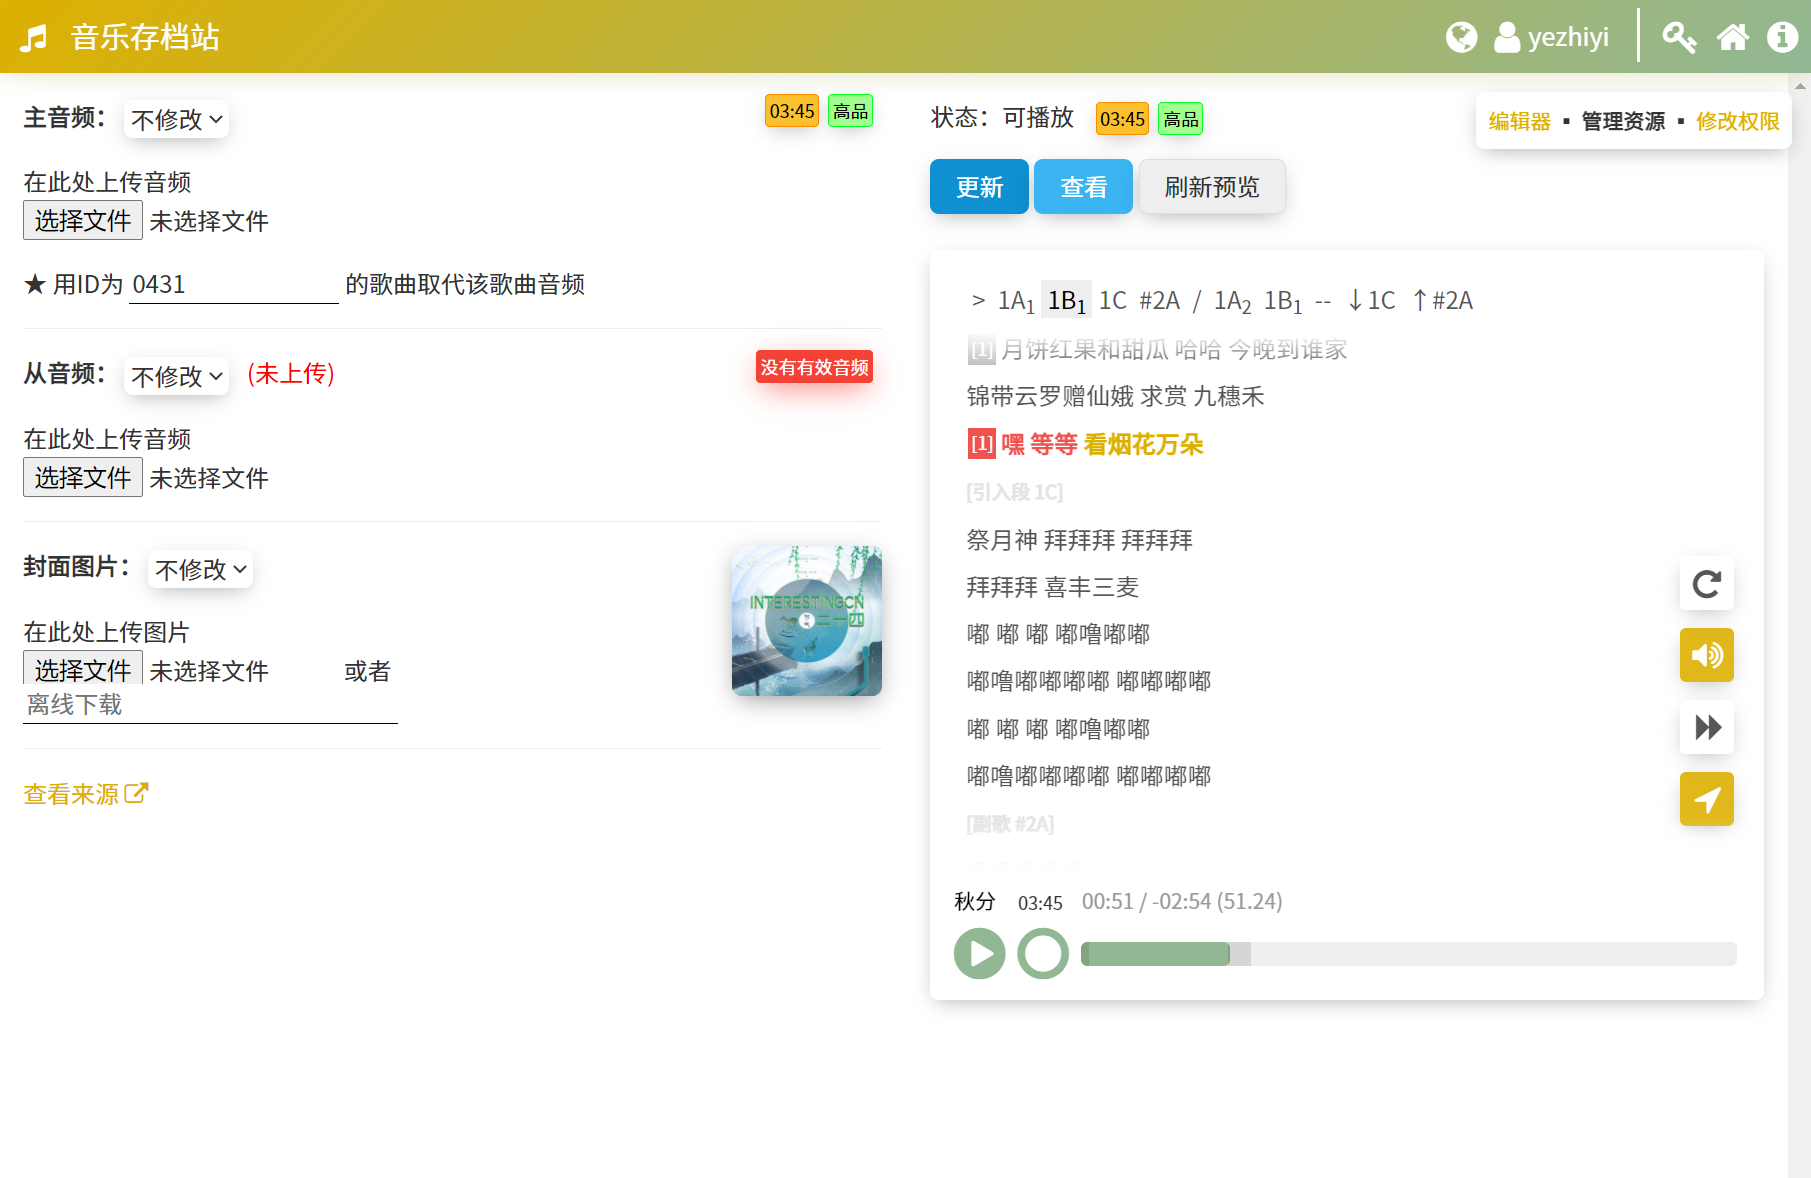 音乐存档站
yezhiyi
主音频：
不修改
03:45 高品
在此处上传音频
选择文件 未选择文件
★ 用ID为 0431 的歌曲取代该歌曲音频
从音频：
不修改
(未上传)
没有有效音频
在此处上传音频
选择文件 未选择文件
封面图片：
不修改
INTERESTINGCN
二十四
在此处上传图片
选择文件 未选择文件 或者
离线下载
查看来源
状态：可播放 03:45 高品
编辑器 ▪ 管理资源 ▪ 修改权限
更新 查看 刷新预览
> 1A1 1B1 1C #2A / 1A2 1B1 -- ↓1C ↑#2A
[1] 月饼红果和甜瓜 哈哈 今晚到谁家
锦带云罗赠仙娥 求赏 九穗禾
[1] 嘿 等等 看烟花万朵
[引入段 1C]
祭月神 拜拜拜 拜拜拜
拜拜拜 喜丰三麦
嘟 嘟 嘟 嘟噜嘟嘟
嘟噜嘟嘟嘟嘟 嘟嘟嘟嘟
嘟 嘟 嘟 嘟噜嘟嘟
嘟噜嘟嘟嘟嘟 嘟嘟嘟嘟
[副歌 #2A]
秋分 03:45 00:51 / -02:54 (51.24)